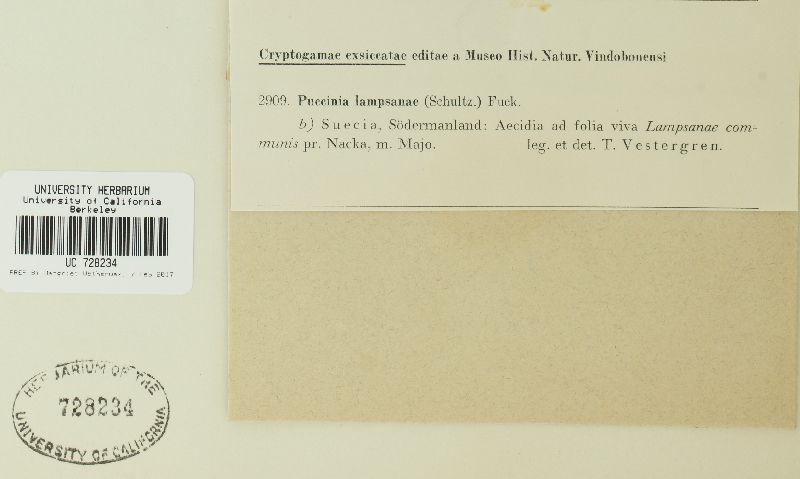 Cryptogamae exsiccatae editae a Museo Hist. Natur. Vindobonensi
2909. Puccinia lampsanae (Schultz.) Fuck.
b) Suecia, Södermanland: Aecidia ad folia viva Lampsanae com-
munis pr. Nacka, m. Majo. leg. et det. T. Vestergren.
UNIVERSITY HERBARIUM
University of California
Berkeley
UC 728234
2017
HERBARIUM OF THE
728234
UNIVERSITY OF CALIFORNIA